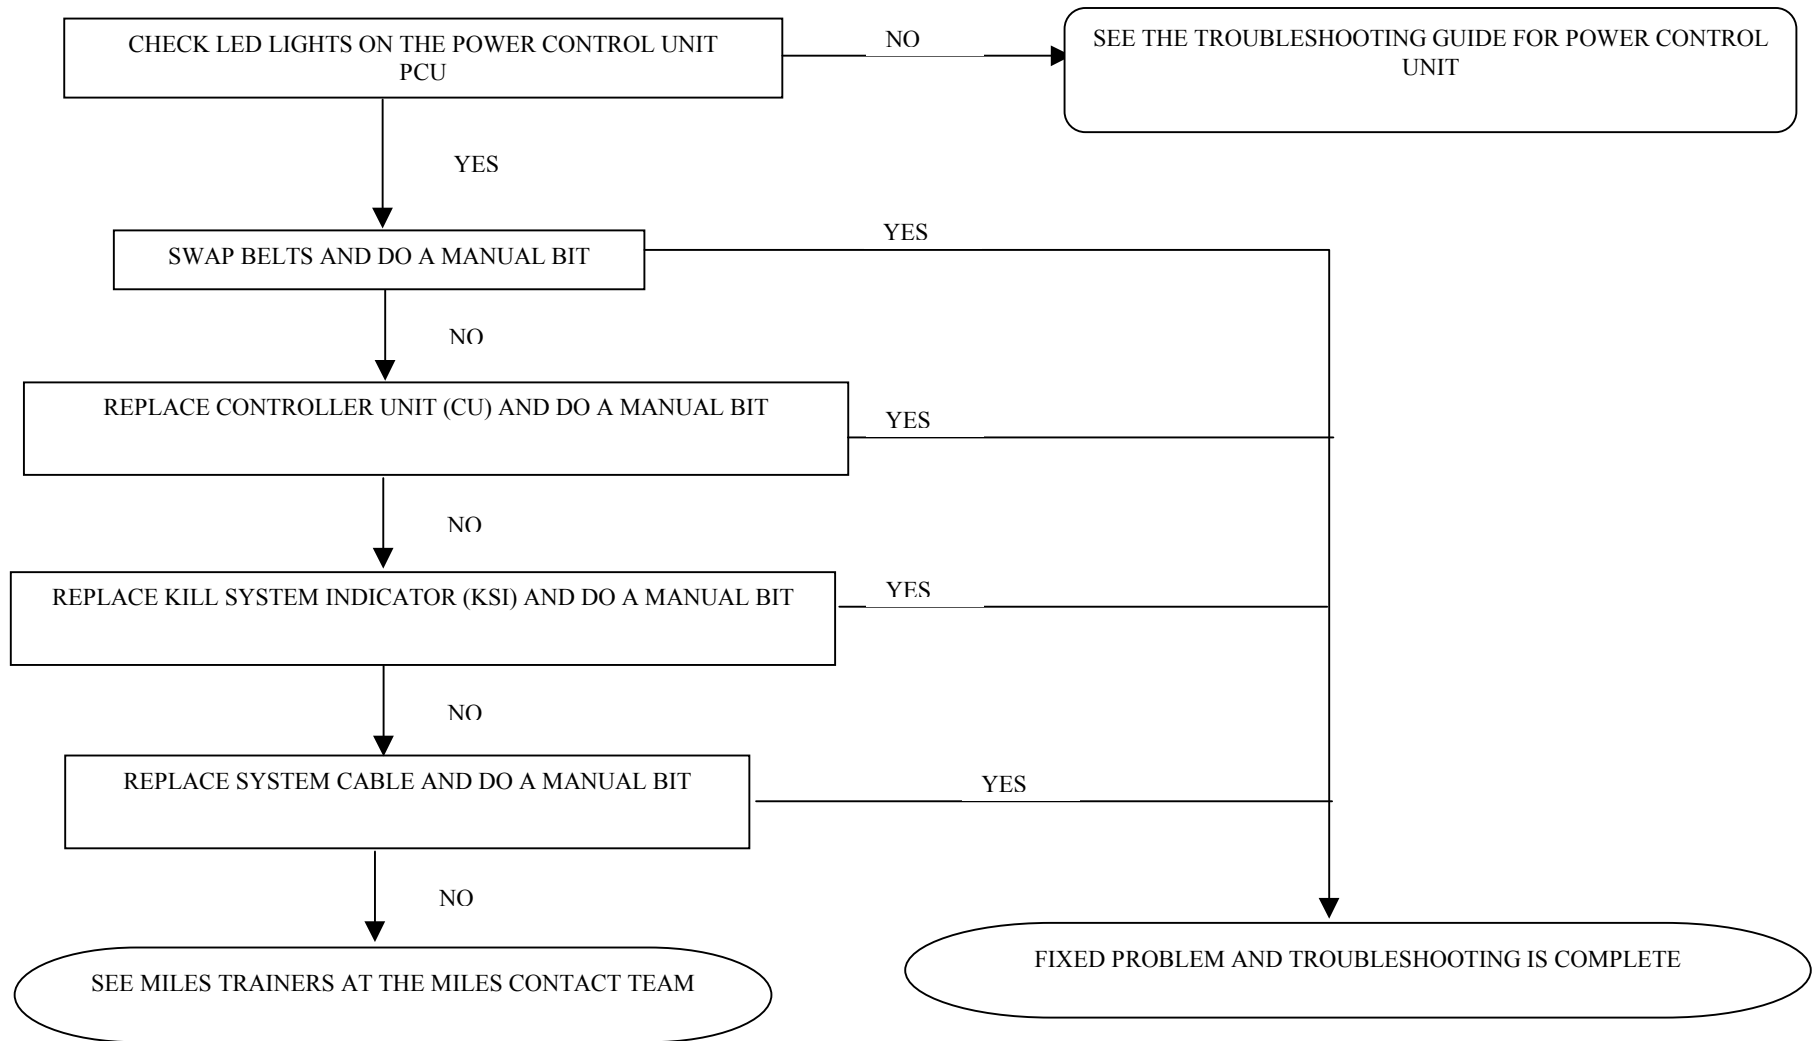 CHECK LED LIGHTS ON THE POWER CONTROL UNIT
PCU
NO
SEE THE TROUBLESHOOTING GUIDE FOR POWER CONTROL
UNIT
YES
SWAP BELTS AND DO A MANUAL BIT
YES
NO
REPLACE CONTROLLER UNIT (CU) AND DO A MANUAL BIT
YES
NO
REPLACE KILL SYSTEM INDICATOR (KSI) AND DO A MANUAL BIT
YES
NO
REPLACE SYSTEM CABLE AND DO A MANUAL BIT
YES
NO
SEE MILES TRAINERS AT THE MILES CONTACT TEAM
FIXED PROBLEM AND TROUBLESHOOTING IS COMPLETE